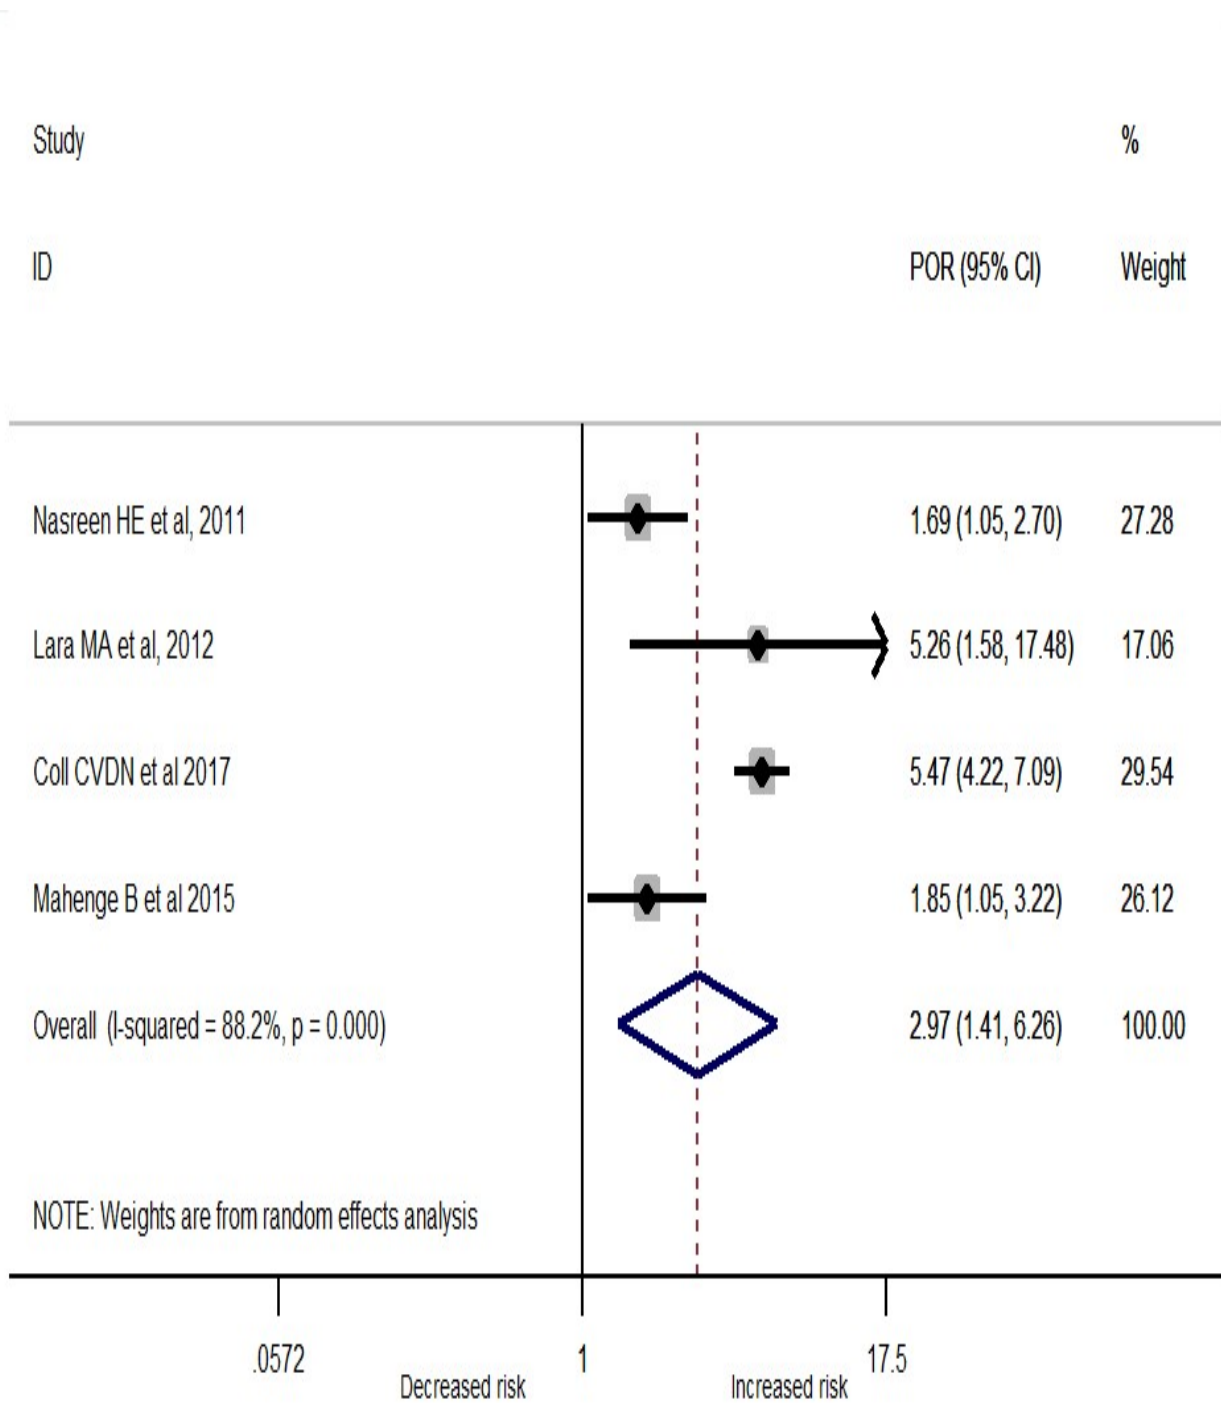 Study %
ID POR (95% CI) Weight
Nasreen HE et al, 2011 1.69 (1.05, 2.70) 27.28
Lara MA et al, 2012 5.26 (1.58, 17.48) 17.06
Coll CVDN et al 2017 5.47 (4.22, 7.09) 29.54
Mahenge B et al 2015 1.85 (1.05, 3.22) 26.12
Overall (I-squared = 88.2%, p = 0.000) 2.97 (1.41, 6.26) 100.00
NOTE: Weights are from random effects analysis
.0572 1 17.5
Decreased risk Increased risk